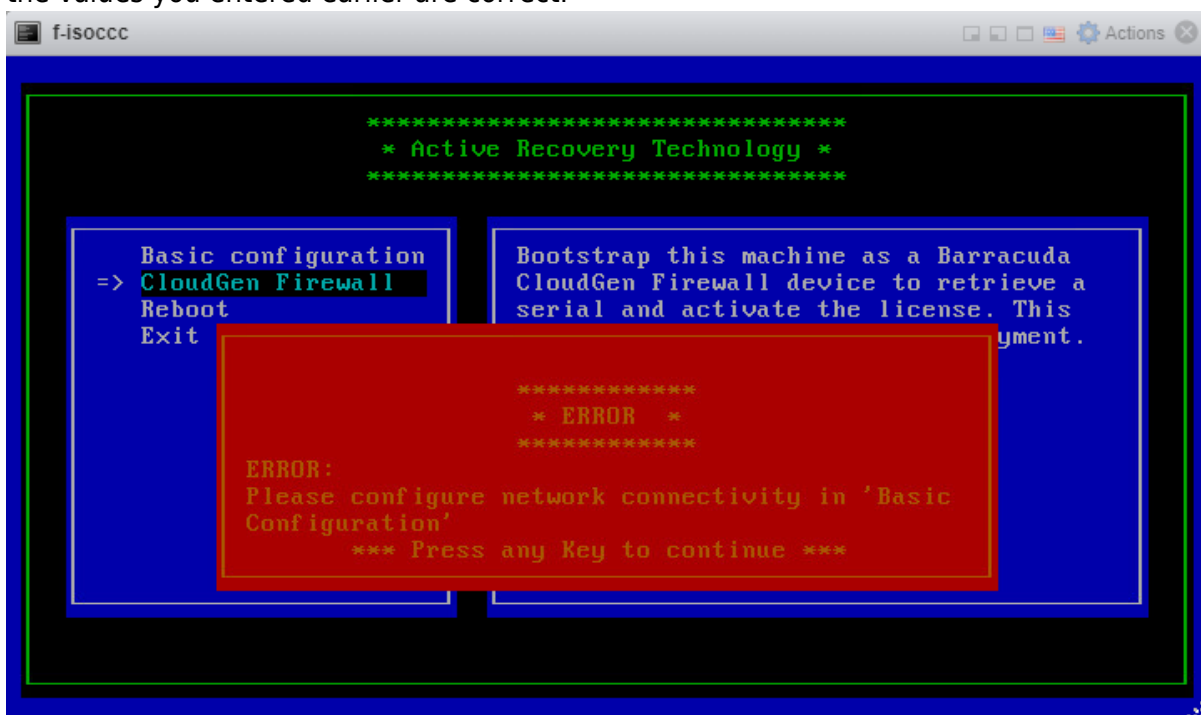 the values you entered earlier are correct.
f-isoccc
Actions
********************************
* Active Recovery Technology *
********************************
Basic configuration
=> CloudGen Firewall
Reboot
Exit
Bootstrap this machine as a Barracuda
CloudGen Firewall device to retrieve a
serial and activate the license. This
yment.
************
* ERROR *
************
ERROR:
Please configure network connectivity in 'Basic
Configuration'
*** Press any Key to continue ***